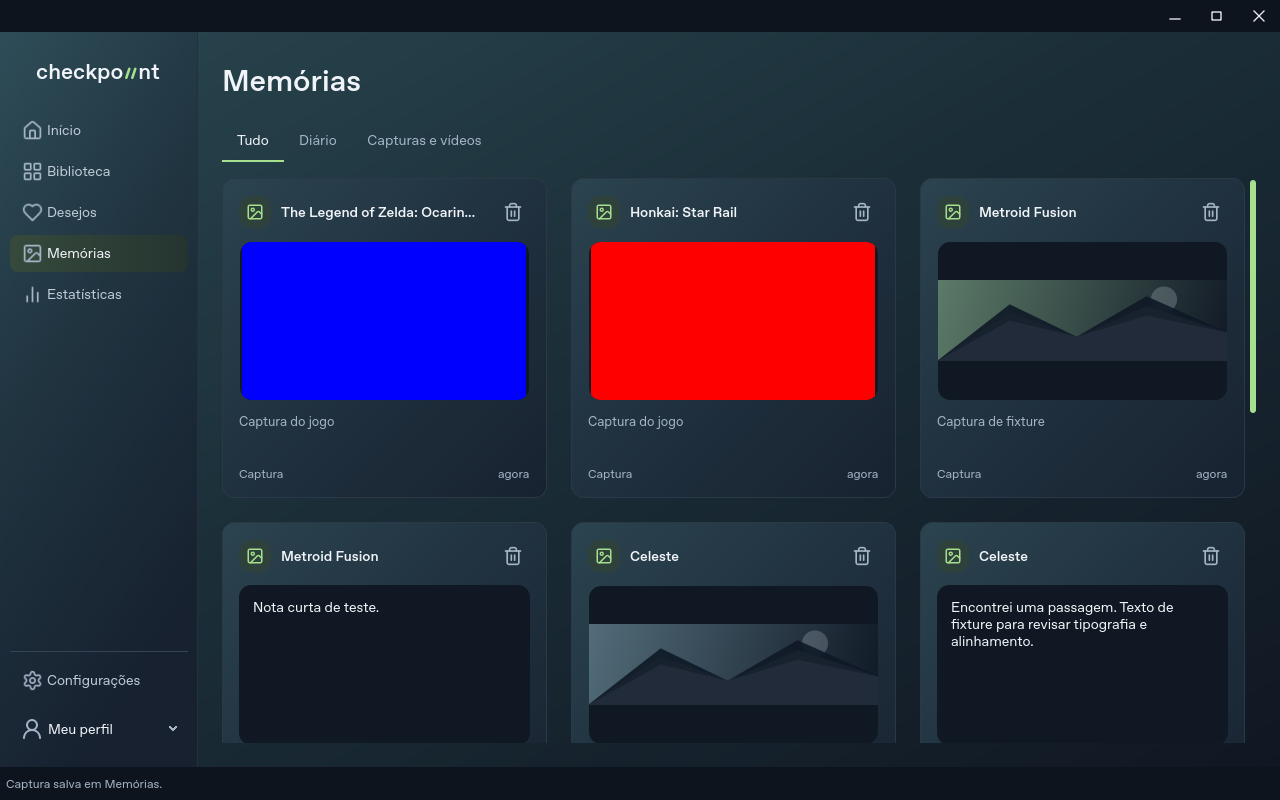 checkpo//nt
Início
Biblioteca
Desejos
Memórias
Estatísticas
Configurações
Meu perfil
Memórias
Tudo
Diário
Capturas e vídeos
The Legend of Zelda: Ocarin...
Captura do jogo
Captura
agora
Honkai: Star Rail
Captura do jogo
Captura
agora
Metroid Fusion
Captura de fixture
Captura
agora
Metroid Fusion
Nota curta de teste.
Celeste
Celeste
Encontrei uma passagem. Texto de
fixture para revisar tipografia e
alinhamento.
Captura salva em Memórias.